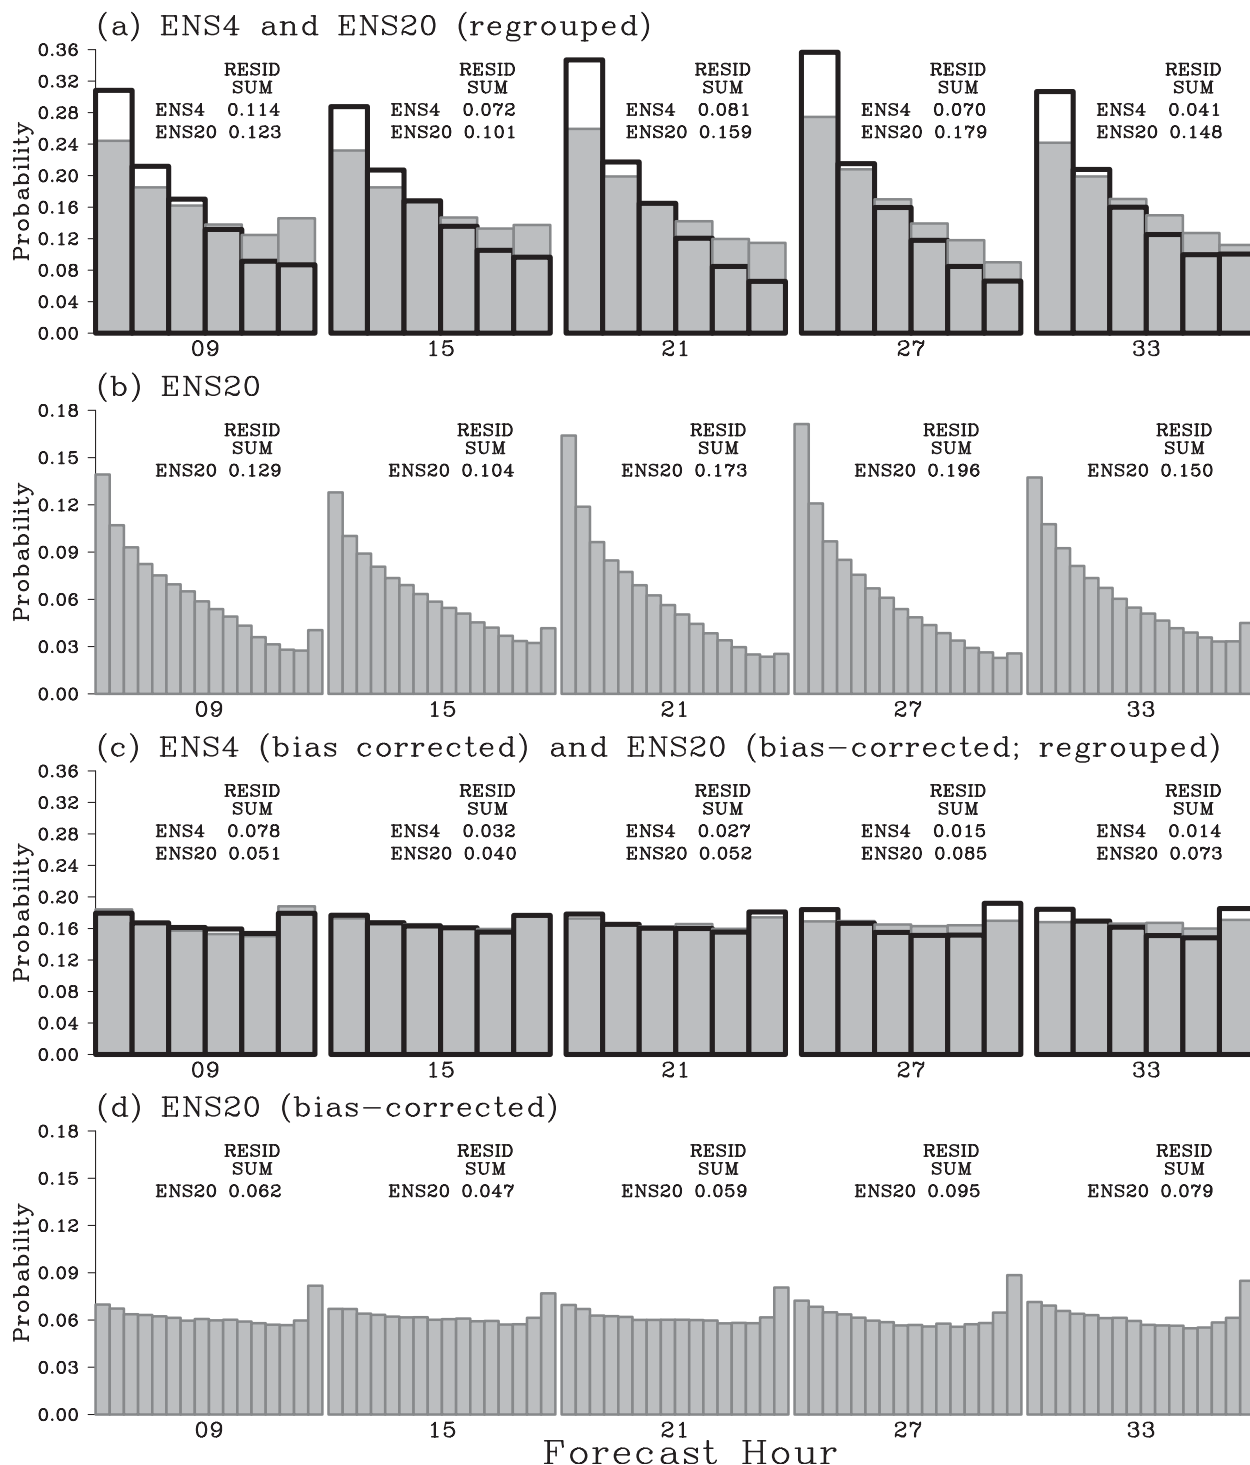 (a) ENS4 and ENS20 (regrouped)
Probability
0.36
0.32
0.28
0.24
0.20
0.16
0.12
0.08
0.04
0.00
RESID RESID RESID RESID RESID
SUM SUM SUM SUM SUM
ENS4 0.114 ENS4 0.072 ENS4 0.081 ENS4 0.070 ENS4 0.041
ENS20 0.123 ENS20 0.101 ENS20 0.159 ENS20 0.179 ENS20 0.148
09 15 21 27 33
(b) ENS20
Probability
0.18
0.15
0.12
0.09
0.06
0.03
0.00
RESID RESID RESID RESID RESID
SUM SUM SUM SUM SUM
ENS20 0.129 ENS20 0.104 ENS20 0.173 ENS20 0.196 ENS20 0.150
09 15 21 27 33
(c) ENS4 (bias corrected) and ENS20 (bias-corrected; regrouped)
Probability
0.36
0.32
0.28
0.24
0.20
0.16
0.12
0.08
0.04
0.00
RESID RESID RESID RESID RESID
SUM SUM SUM SUM SUM
ENS4 0.078 ENS4 0.032 ENS4 0.027 ENS4 0.015 ENS4 0.014
ENS20 0.051 ENS20 0.040 ENS20 0.052 ENS20 0.085 ENS20 0.073
09 15 21 27 33
(d) ENS20 (bias-corrected)
Probability
0.18
0.15
0.12
0.09
0.06
0.03
0.00
RESID RESID RESID RESID RESID
SUM SUM SUM SUM SUM
ENS20 0.062 ENS20 0.047 ENS20 0.059 ENS20 0.095 ENS20 0.079
09 15 21 27 33
Forecast Hour